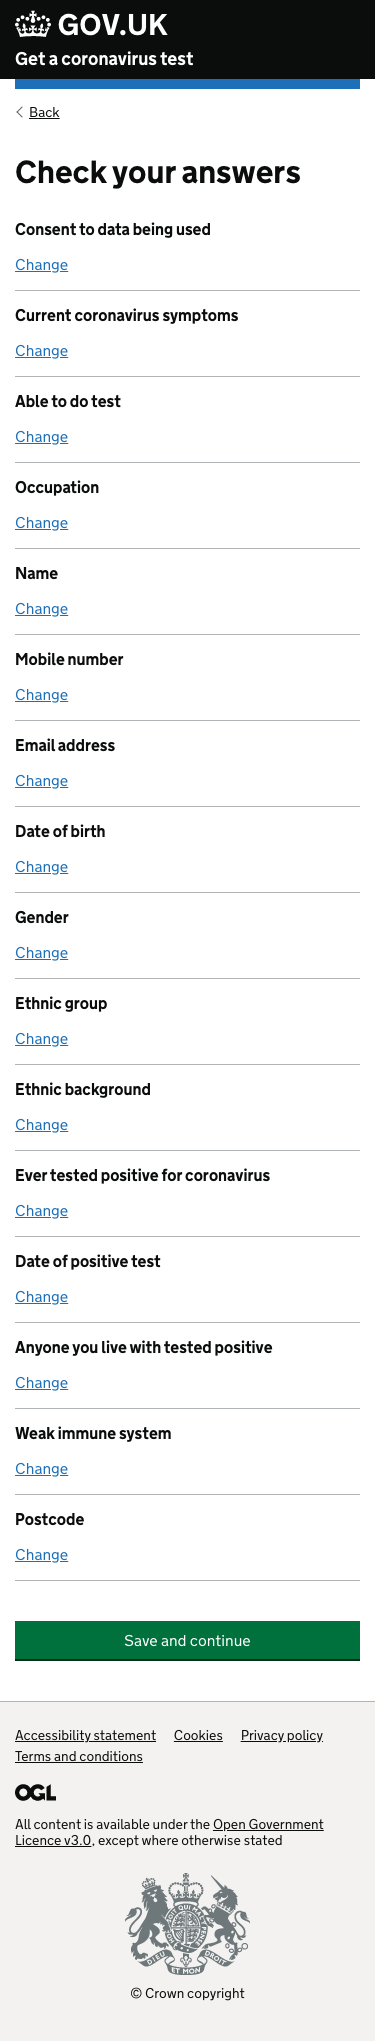 GOV.UK
Get a coronavirus test
Back
Check your answers
Consent to data being used
Change
Current coronavirus symptoms
Change
Able to do test
Change
Occupation
Change
Name
Change
Mobile number
Change
Email address
Change
Date of birth
Change
Gender
Change
Ethnic group
Change
Ethnic background
Change
Ever tested positive for coronavirus
Change
Date of positive test
Change
Anyone you live with tested positive
Change
Weak immune system
Change
Postcode
Change
Save and continue
Accessibility statement Cookies Privacy policy
Terms and conditions
OGL
All content is available under the Open Government
Licence v3.0, except where otherwise stated
DIEU ET MON DROIT
© Crown copyright